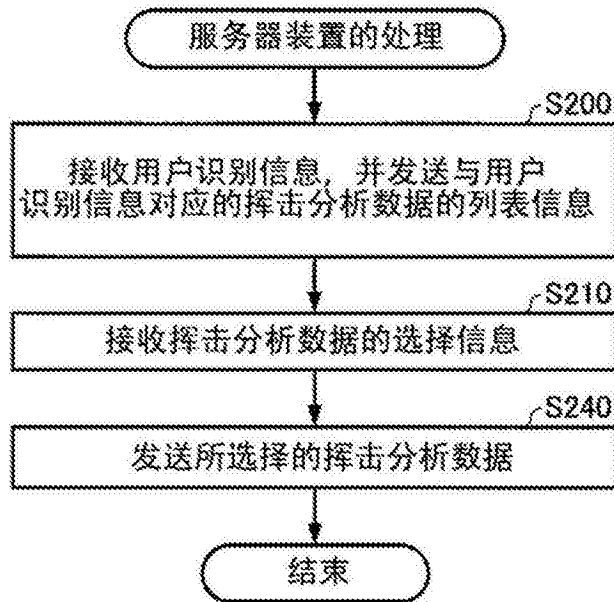 服务器装置的处理
S200
接收用户识别信息，并发送与用户
识别信息对应的挥击分析数据的列表信息
S210
接收挥击分析数据的选择信息
S240
发送所选择的挥击分析数据
结束